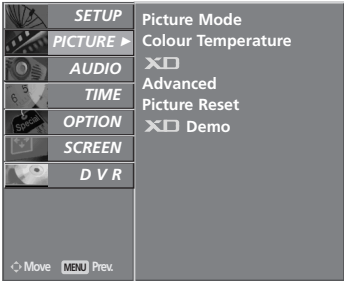 SETUP
PICTURE ►
AUDIO
TIME
OPTION
SCREEN
D V R
Move MENU Prev.
Picture Mode
Colour Temperature
XD
Advanced
Picture Reset
XD Demo